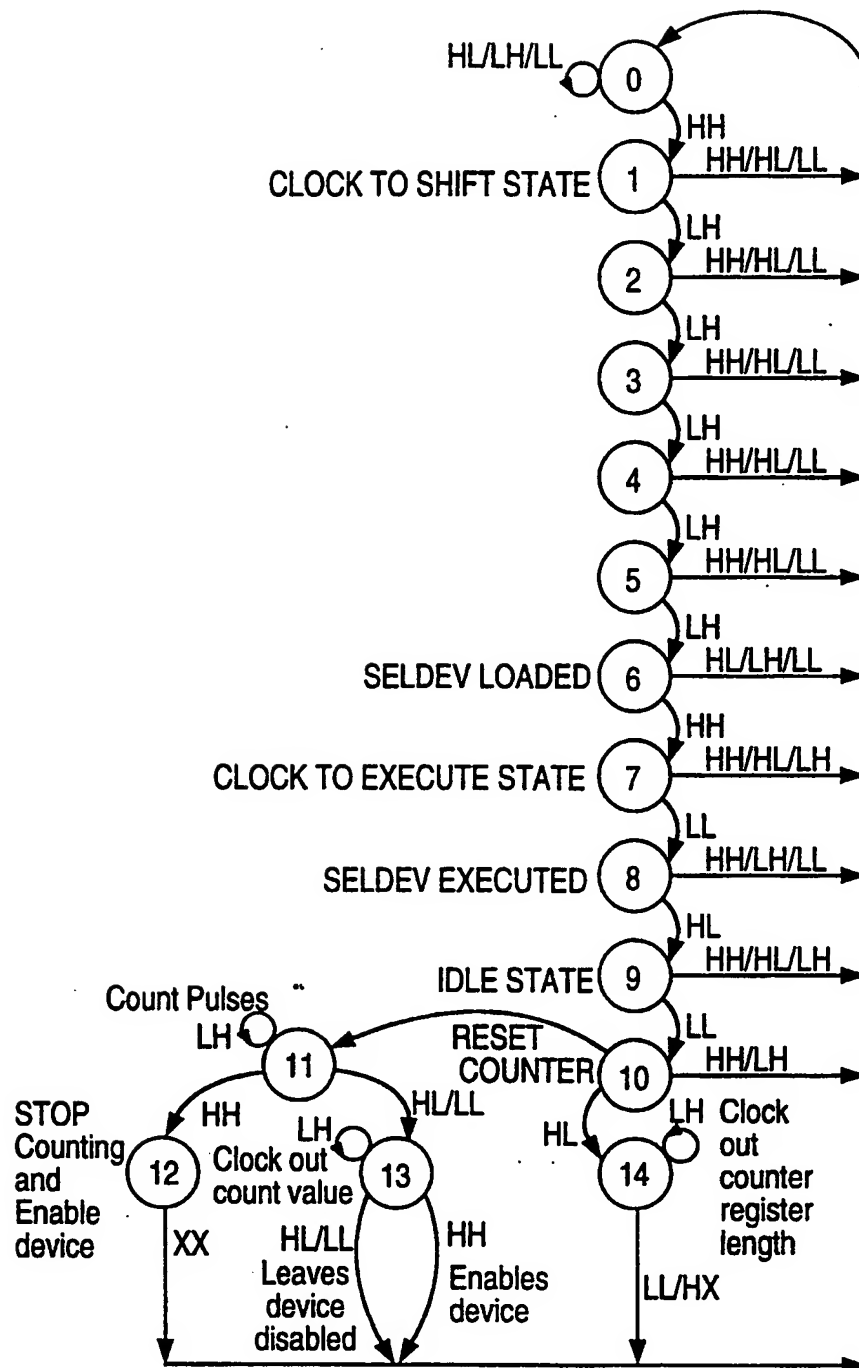 HL/LH/LL
0
HH
CLOCK TO SHIFT STATE
1
HH/HL/LL
LH
2
HH/HL/LL
LH
3
HH/HL/LL
LH
4
HH/HL/LL
LH
5
HH/HL/LL
LH
SELDEV LOADED
6
HL/LH/LL
HH
CLOCK TO EXECUTE STATE
7
HH/HL/LH
LL
SELDEV EXECUTED
8
HH/LH/LL
HL
IDLE STATE
9
HH/HL/LH
LL
Count Pulses
LH
11
RESET
COUNTER
10
HH/LH
HH
HL/LL
HL
STOP
Counting
and
Enable
device
12
LH
Clock out
count value
13
14
LH
Clock
out
counter
register
length
XX
HL/LL
Leaves
device
disabled
HH
Enables
device
LL/HX